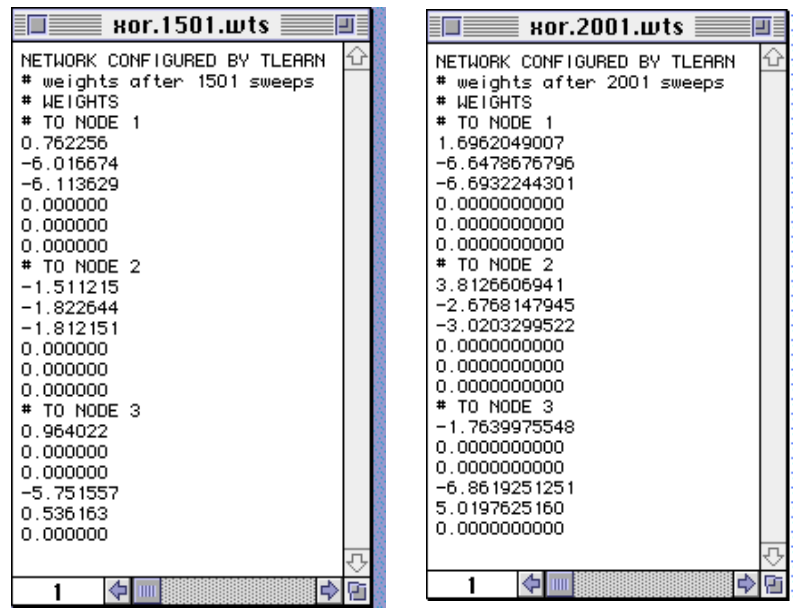 xor.1501.wts
NETWORK CONFIGURED BY TLEARN
# weights after 1501 sweeps
# WEIGHTS
# TO NODE 1
0.762256
-6.016674
-6.113629
0.000000
0.000000
0.000000
# TO NODE 2
-1.511215
-1.822644
-1.812151
0.000000
0.000000
0.000000
# TO NODE 3
0.964022
0.000000
0.000000
-5.751557
0.536163
0.000000
1
xor.2001.wts
NETWORK CONFIGURED BY TLEARN
# weights after 2001 sweeps
# WEIGHTS
# TO NODE 1
1.6962049007
-6.6478676796
-6.6932244301
0.0000000000
0.0000000000
0.0000000000
# TO NODE 2
3.8126606941
-2.6768147945
-3.0203299522
0.0000000000
0.0000000000
0.0000000000
# TO NODE 3
-1.7639975548
0.0000000000
0.0000000000
-6.8619251251
5.0197625160
0.0000000000
1